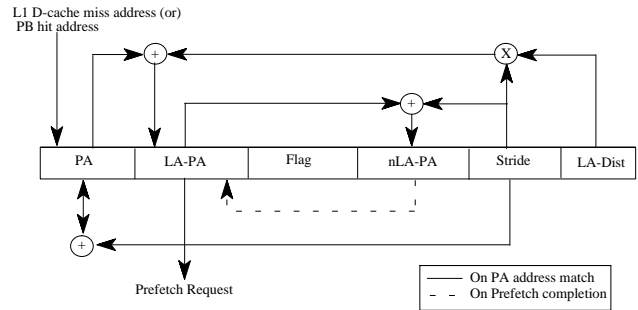 L1 D-cache miss address (or)
PB hit address
+
X
+
PA
LA-PA
Flag
nLA-PA
Stride
LA-Dist
+
Prefetch Request
On PA address match
On Prefetch completion